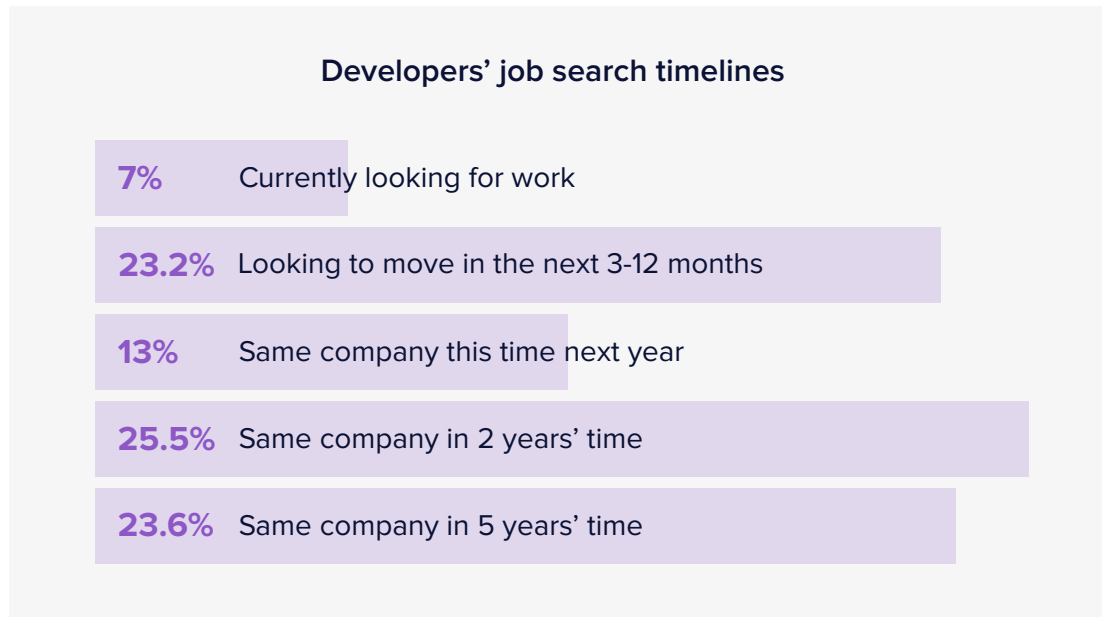 Developers’ job search timelines
7% Currently looking for work
23.2% Looking to move in the next 3-12 months
13% Same company this time next year
25.5% Same company in 2 years’ time
23.6% Same company in 5 years’ time